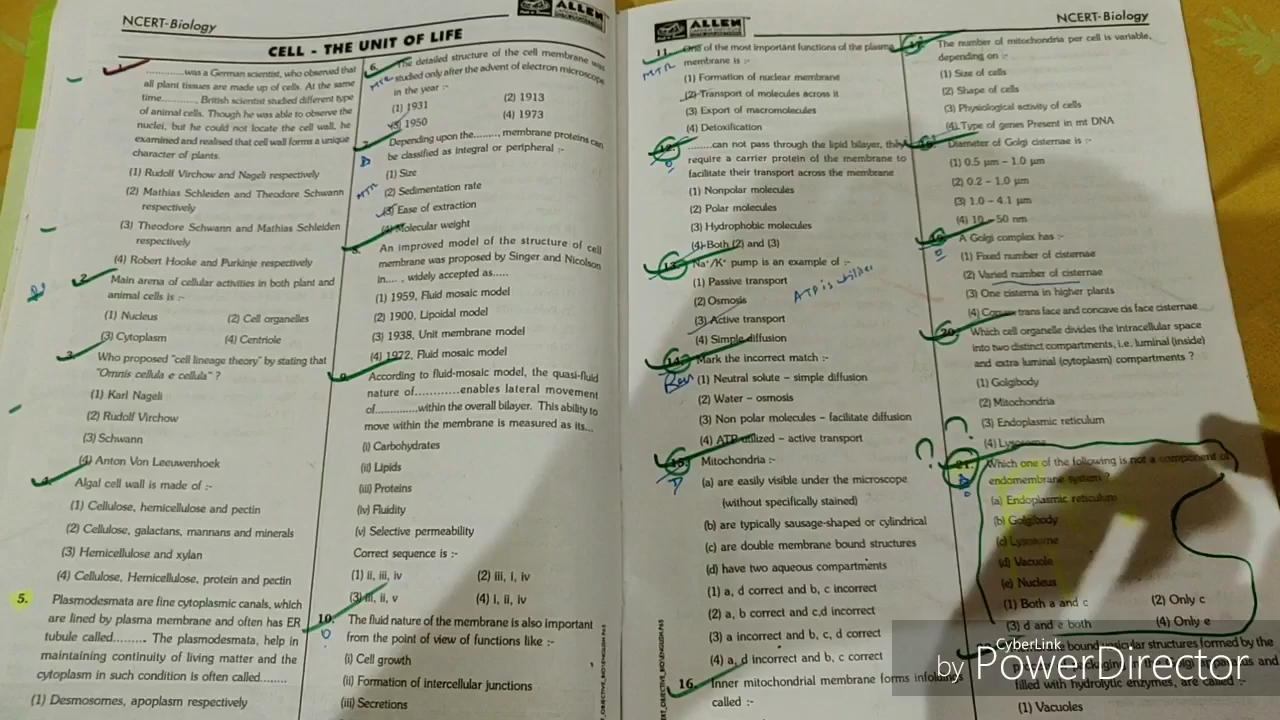 NCERT-Biology
ALLEN
CELL - THE UNIT OF LIFE
1.
............was a German scientist, who observed that
all plant tissues are made up of cells. At the same
time............, British scientist studied different type
of animal cells. Though he was able to observe the
nuclei, but he could not locate the cell wall, he
examined and realised that cell wall forms a unique
character of plants.
(1) Rudolf Virchow and Nageli respectively
(2) Mathias Schleiden and Theodore Schwann
respectively
(3) Theodore Schwann and Mathias Schleiden
respectively
(4) Robert Hooke and Purkinje respectively
2.
Main arena of cellular activities in both plant and
animal cells is :-
(1) Nucleus (2) Cell organelles
(3) Cytoplasm (4) Centriole
3.
Who proposed "cell lineage theory" by stating that
"Omnis cellula e cellula" ?
(1) Karl Nageli
(2) Rudolf Virchow
(3) Schwann
(4) Anton Von Leeuwenhoek
4.
Algal cell wall is made of :-
(1) Cellulose, hemicellulose and pectin
(2) Cellulose, galactans, mannans and minerals
(3) Hemicellulose and xylan
(4) Cellulose, Hemicellulose, protein and pectin
5. Plasmodesmata are fine cytoplasmic canals, which
are lined by plasma membrane and often has ER
tubule called......... The plasmodesmata, help in
maintaining continuity of living matter and the
cytoplasm in such condition is often called........
(1) Desmosomes, apoplasm respectively
6. The detailed structure of the cell membrane was
MTR studied only after the advent of electron microscope
in the year :-
(1) 1931 (2) 1913
(3) 1950 (4) 1973
7.
Depending upon the........, membrane proteins can
be classified as integral or peripheral :-
(1) Size
MTR (2) Sedimentation rate
(3) Ease of extraction
(4) Molecular weight
8.
An improved model of the structure of cell
membrane was proposed by Singer and Nicolson
in.... , widely accepted as.....
(1) 1959, Fluid mosaic model
(2) 1900, Lipoidal model
(3) 1938, Unit membrane model
(4) 1972, Fluid mosaic model
9.
According to fluid-mosaic model, the quasi-fluid
nature of............enables lateral movement
of............within the overall bilayer. This ability to
move within the membrane is measured as its...
(i) Carbohydrates
(ii) Lipids
(iii) Proteins
(iv) Fluidity
(v) Selective permeability
Correct sequence is :-
(1) ii, iii, iv (2) iii, i, iv
(3) iii, ii, v (4) i, ii, iv
10. The fluid nature of the membrane is also important
from the point of view of functions like :-
(i) Cell growth
(ii) Formation of intercellular junctions
(iii) Secretions
ALLEN
NCERT-Biology
11. One of the most important functions of the plasma
MTR membrane is :-
(1) Formation of nuclear membrane
(2) Transport of molecules across it
(3) Export of macromolecules
(4) Detoxification
12. ........can not pass through the lipid bilayer, they
require a carrier protein of the membrane to
facilitate their transport across the membrane
(1) Nonpolar molecules
(2) Polar molecules
(3) Hydrophobic molecules
(4) Both (2) and (3)
13. Na⁺/K⁺ pump is an example of :-
(1) Passive transport
(2) Osmosis
(3) Active transport
(4) Simple diffusion
14. Mark the incorrect match :-
(1) Neutral solute – simple diffusion
(2) Water – osmosis
(3) Non polar molecules – facilitate diffusion
(4) ATP utilized – active transport
15. Mitochondria :-
(a) are easily visible under the microscope
(without specifically stained)
(b) are typically sausage-shaped or cylindrical
(c) are double membrane bound structures
(d) have two aqueous compartments
(1) a, d correct and b, c incorrect
(2) a, b correct and c,d incorrect
(3) a incorrect and b, c, d correct
(4) a, d incorrect and b, c correct
16. Inner mitochondrial membrane forms infoldings
called :-
The number of mitochondria per cell is variable,
depending on :-
(1) Size of cells
(2) Shape of cells
(3) Physiological activity of cells
(4) Type of genes Present in mt DNA
Diameter of Golgi cisternae is :-
(1) 0.5 μm – 1.0 μm
(2) 0.2 – 1.0 μm
(3) 1.0 – 4.1 μm
(4) 10 – 50 nm
A Golgi complex has :-
(1) Fixed number of cisternae
(2) Varied number of cisternae
(3) One cisterna in higher plants
(4) Convex trans face and concave cis face cisternae
20. Which cell organelle divides the intracellular space
into two distinct compartments, i.e. luminal (inside)
and extra luminal (cytoplasm) compartments ?
(1) Golgibody
(2) Mitochondria
(3) Endoplasmic reticulum
(4) Lysosome
21. Which one of the following is not a component of
endomembrane system ?
(a) Endoplasmic reticulum
(b) Golgibody
(c) Lysosome
(d) Vacuole
(e) Nucleus
(1) Both a and c (2) Only c
(3) d and e both (4) Only e
bound vesicular structures formed by the
filled with hydrolytic enzymes, are called :-
(1) Vacuoles
by CyberLink
PowerDirector